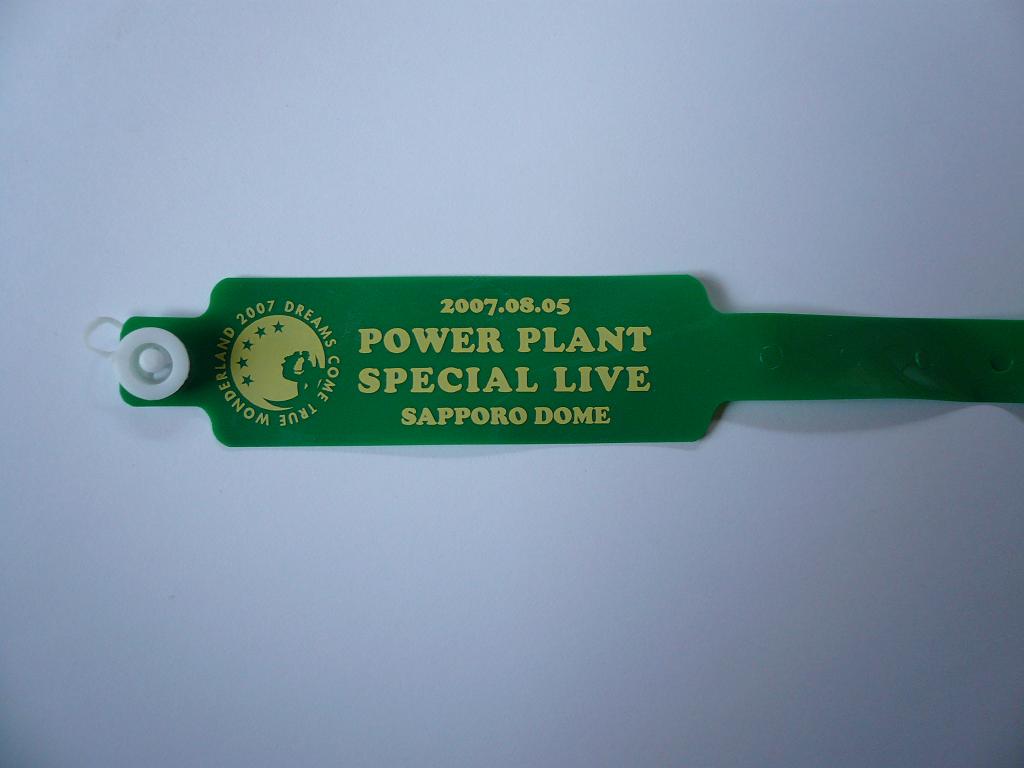 WONDERLAND 2007 DREAMS COME TRUE
2007.08.05
POWER PLANT
SPECIAL LIVE
SAPPORO DOME